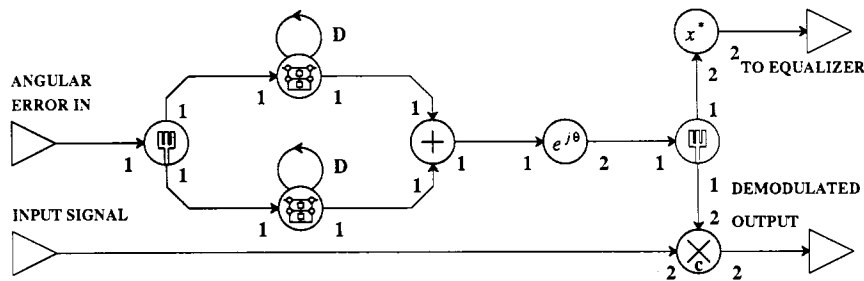 x*
D
2
TO EQUALIZER
ANGULAR
ERROR IN
1
1
1
1
2
1
1
+
e^{jθ}
1
1
1
1
2
1
1
D
1
1
DEMODULATED
INPUT SIGNAL
1
1
2
OUTPUT
c
2
2